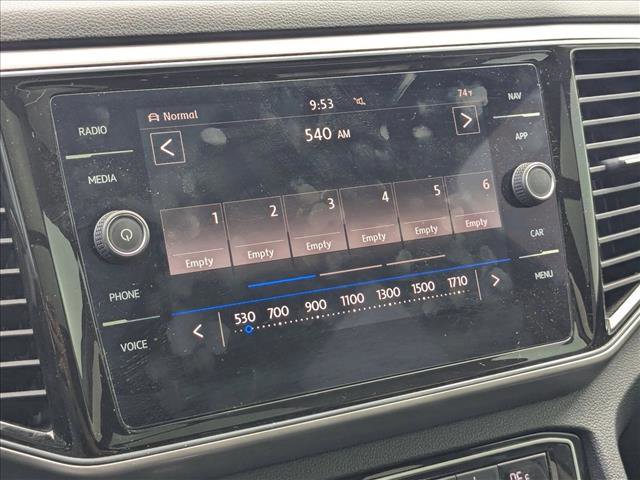 RADIO
MEDIA
PHONE
VOICE
Normal
9:53
74°F
540 AM
1 2 3 4 5 6
Empty Empty Empty Empty Empty Empty
530 700 900 1100 1300 1500 1710
NAV
APP
CAR
MENU